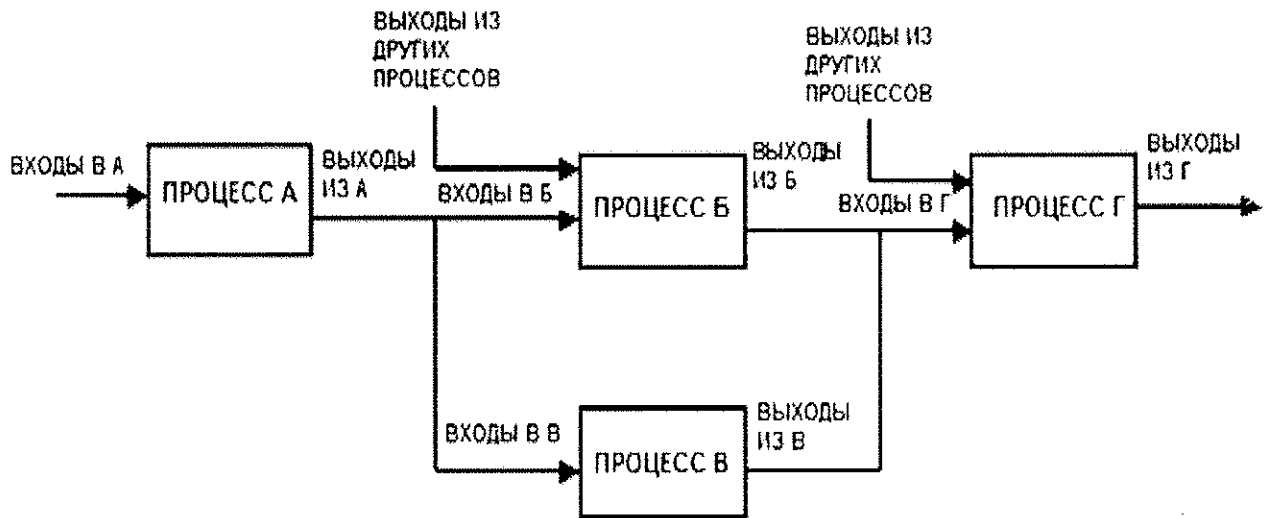 ВЫХОДЫ ИЗ
ДРУГИХ
ПРОЦЕССОВ
ВЫХОДЫ ИЗ
ДРУГИХ
ПРОЦЕССОВ
ВХОДЫ В А
ПРОЦЕСС А
ВЫХОДЫ
ИЗ А
ВХОДЫ В Б
ПРОЦЕСС Б
ВЫХОДЫ
ИЗ Б
ВХОДЫ В Г
ПРОЦЕСС Г
ВЫХОДЫ
ИЗ Г
ВХОДЫ В В
ПРОЦЕСС В
ВЫХОДЫ
ИЗ В